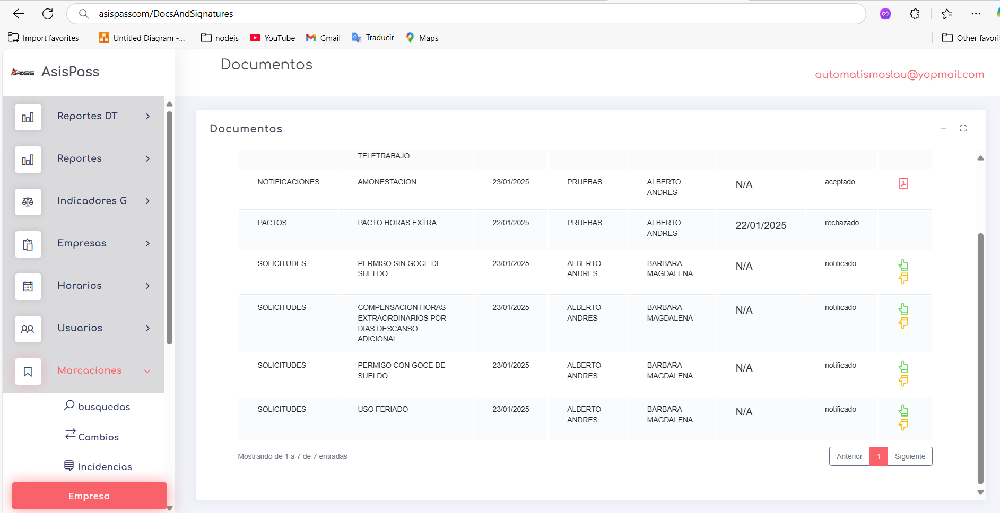 asispasscom/DocsAndSignatures
Import favorites
Untitled Diagram -...
nodejs
YouTube
Gmail
Traducir
Maps
Other favori
APASS AsisPass
Documentos
automatismoslau@yopmail.com
Reportes DT
Reportes
Indicadores G
Empresas
Horarios
Usuarios
Marcaciones
busquedas
Cambios
Incidencias
Empresa
Documentos
TELETRABAJO
NOTIFICACIONES AMONESTACION 23/01/2025 PRUEBAS ALBERTO N/A aceptado
ANDRES
PACTOS PACTO HORAS EXTRA 22/01/2025 PRUEBAS ALBERTO 22/01/2025 rechazado
ANDRES
SOLICITUDES PERMISO SIN GOCE DE 23/01/2025 ALBERTO BARBARA N/A notificado
SUELDO ANDRES MAGDALENA
SOLICITUDES COMPENSACION HORAS 23/01/2025 ALBERTO BARBARA N/A notificado
EXTRAORDINARIOS POR ANDRES MAGDALENA
DIAS DESCANSO
ADICIONAL
SOLICITUDES PERMISO CON GOCE DE 23/01/2025 ALBERTO BARBARA N/A notificado
SUELDO ANDRES MAGDALENA
SOLICITUDES USO FERIADO 23/01/2025 ALBERTO BARBARA N/A notificado
ANDRES MAGDALENA
Mostrando de 1 a 7 de 7 entradas
Anterior 1 Siguiente